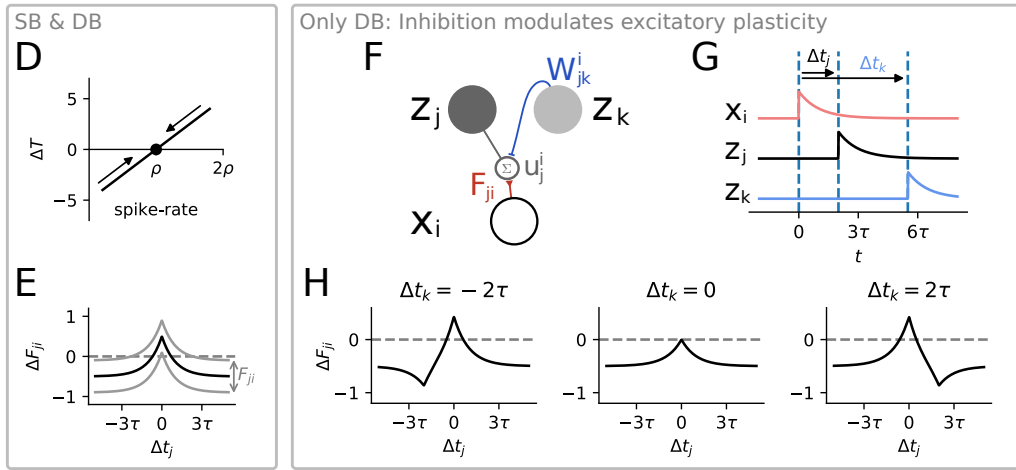 SB & DB
D
ΔT
5
0
−5
ρ
2ρ
spike-rate
E
ΔF_ji
1
0
−1
F_ji
−3τ 0 3τ
Δt_j
Only DB: Inhibition modulates excitatory plasticity
F
W^i_jk
z_j
z_k
Σ
u^i_j
F_ji
x_i
G
Δt_j
Δt_k
x_i
z_j
z_k
0 3τ 6τ
t
H
Δt_k = −2τ
Δt_k = 0
Δt_k = 2τ
ΔF_ji
0
−1
−3τ 0 3τ
Δt_j
0
−1
−3τ 0 3τ
Δt_j
0
−1
−3τ 0 3τ
Δt_j